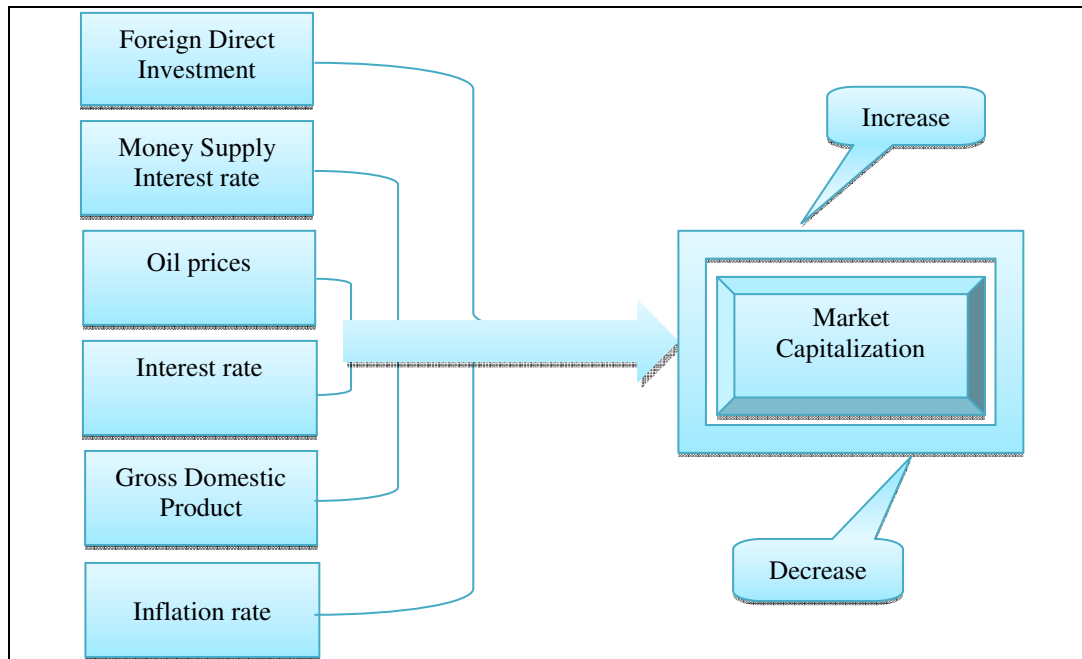 Foreign Direct
Investment
Money Supply
Interest rate
Oil prices
Interest rate
Gross Domestic
Product
Inflation rate
Increase
Market
Capitalization
Decrease